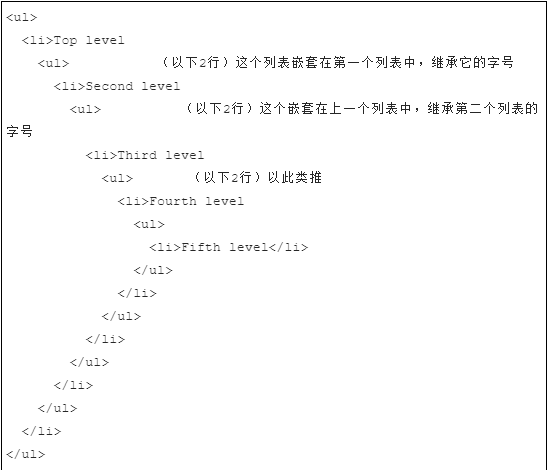 <ul>
  <li>Top level
    <ul>            (以下2行) 这个列表嵌套在第一个列表中,继承它的字号
      <li>Second level
        <ul>           (以下2行) 这个嵌套在上一个列表中,继承第二个列表的
字号
          <li>Third level
            <ul>        (以下2行) 以此类推
              <li>Fourth level
                <ul>
                  <li>Fifth level</li>
                </ul>
              </li>
            </ul>
          </li>
        </ul>
      </li>
    </ul>
  </li>
</ul>